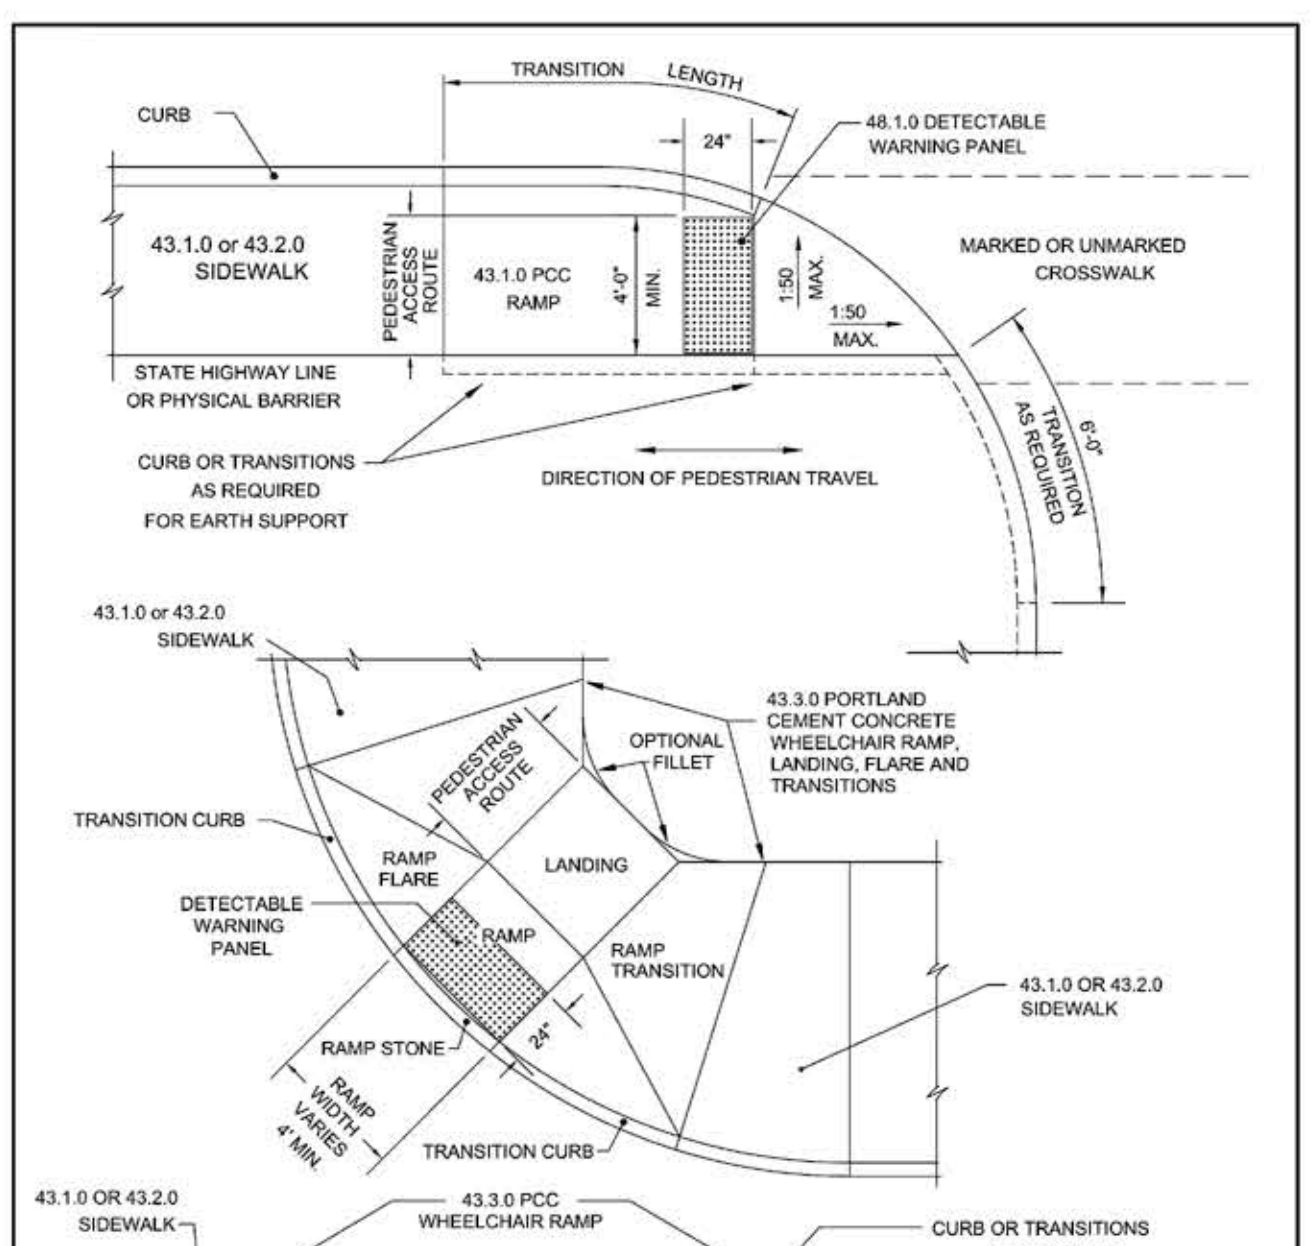 TRANSITION LENGTH
CURB
24"
48.1.0 DETECTABLE
WARNING PANEL
43.1.0 or 43.2.0
SIDEWALK
PEDESTRIAN
ACCESS
ROUTE
43.1.0 PCC
RAMP
4'-0"
MIN.
1:50
MAX.
1:50
MAX.
MARKED OR UNMARKED
CROSSWALK
STATE HIGHWAY LINE
OR PHYSICAL BARRIER
6'-0"
TRANSITION
AS REQUIRED
CURB OR TRANSITIONS
AS REQUIRED
FOR EARTH SUPPORT
DIRECTION OF PEDESTRIAN TRAVEL
43.1.0 or 43.2.0
SIDEWALK
PEDESTRIAN
ACCESS
ROUTE
OPTIONAL
FILLET
43.3.0 PORTLAND
CEMENT CONCRETE
WHEELCHAIR RAMP,
LANDING, FLARE AND
TRANSITIONS
TRANSITION CURB
RAMP
FLARE
LANDING
DETECTABLE
WARNING
PANEL
RAMP
RAMP
TRANSITION
43.1.0 OR 43.2.0
SIDEWALK
RAMP STONE
24"
RAMP
WIDTH
VARIES
4' MIN.
TRANSITION CURB
43.1.0 OR 43.2.0
SIDEWALK
43.3.0 PCC
WHEELCHAIR RAMP
CURB OR TRANSITIONS